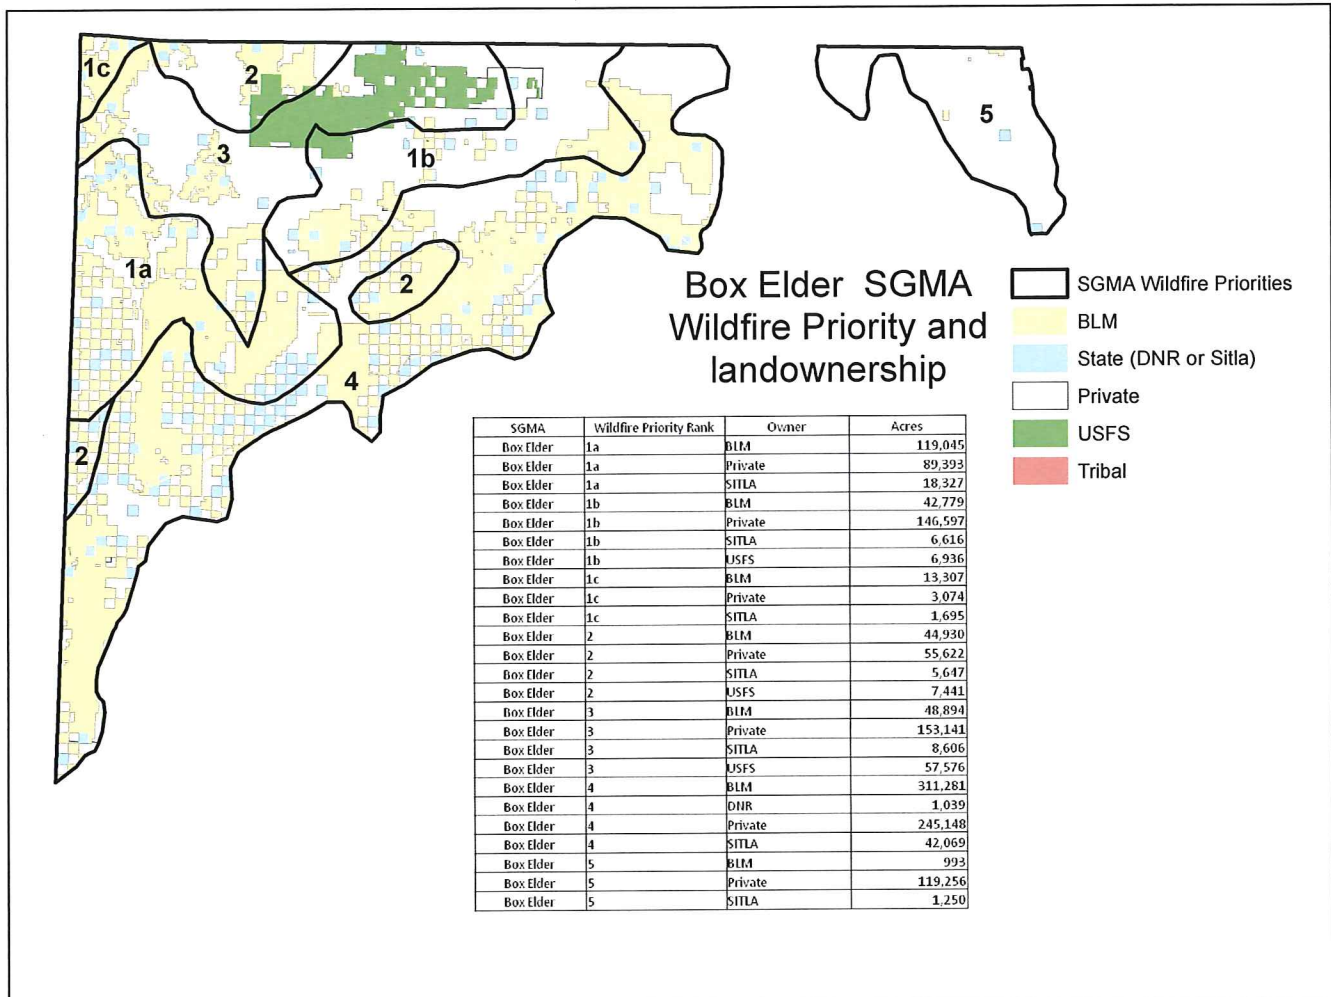 1c
2
3
1b
5
1a
2
4
2
Box Elder SGMA
Wildfire Priority and
landownership
SGMA Wildfire Priorities
BLM
State (DNR or Sitla)
Private
USFS
Tribal
SGMA Wildfire Priority Rank Owner Acres
Box Elder 1a BLM 119,045
Box Elder 1a Private 89,393
Box Elder 1a SITLA 18,327
Box Elder 1b BLM 42,779
Box Elder 1b Private 146,597
Box Elder 1b SITLA 6,616
Box Elder 1b USFS 6,936
Box Elder 1c BLM 13,307
Box Elder 1c Private 3,074
Box Elder 1c SITLA 1,695
Box Elder 2 BLM 44,930
Box Elder 2 Private 55,622
Box Elder 2 SITLA 5,647
Box Elder 2 USFS 7,441
Box Elder 3 BLM 48,894
Box Elder 3 Private 153,141
Box Elder 3 SITLA 8,606
Box Elder 3 USFS 57,576
Box Elder 4 BLM 311,281
Box Elder 4 DNR 1,039
Box Elder 4 Private 245,148
Box Elder 4 SITLA 42,069
Box Elder 5 BLM 993
Box Elder 5 Private 119,256
Box Elder 5 SITLA 1,250